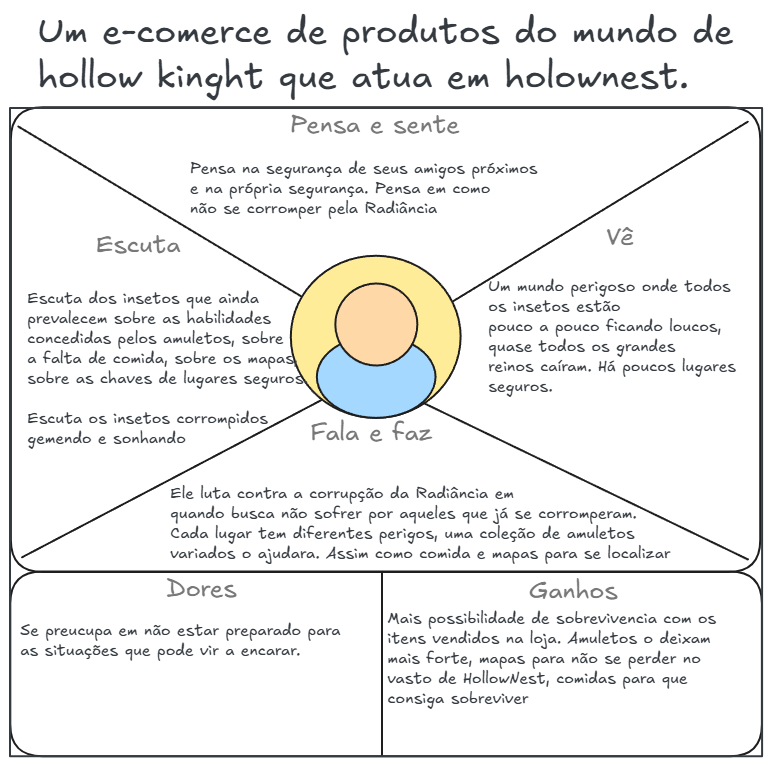 Um e-comerce de produtos do mundo de
hollow kinght que atua em holownest.
Pensa e sente
Pensa na segurança de seus amigos próximos
e na própria segurança. Pensa em como
não se corromper pela Radiância
Escuta
Escuta dos insetos que ainda
prevalecem sobre as habilidades
concedidas pelos amuletos, sobre
a falta de comida, sobre os mapas,
sobre as chaves de lugares seguros.
Escuta os insetos corrompidos
gemendo e sonhando
Vê
Um mundo perigoso onde todos
os insetos estão
pouco a pouco ficando loucos,
quase todos os grandes
reinos caíram. Há poucos lugares
seguros.
Fala e faz
Ele luta contra a corrupção da Radiância em
quando busca não sofrer por aqueles que já se corromperam.
Cada lugar tem diferentes perigos, uma coleção de amuletos
variados o ajudara. Assim como comida e mapas para se localizar
Dores
Se preucupa em não estar preparado para
as situações que pode vir a encarar.
Ganhos
Mais possibilidade de sobrevivencia com os
itens vendidos na loja. Amuletos o deixam
mais forte, mapas para não se perder no
vasto de HollowNest, comidas para que
consiga sobreviver